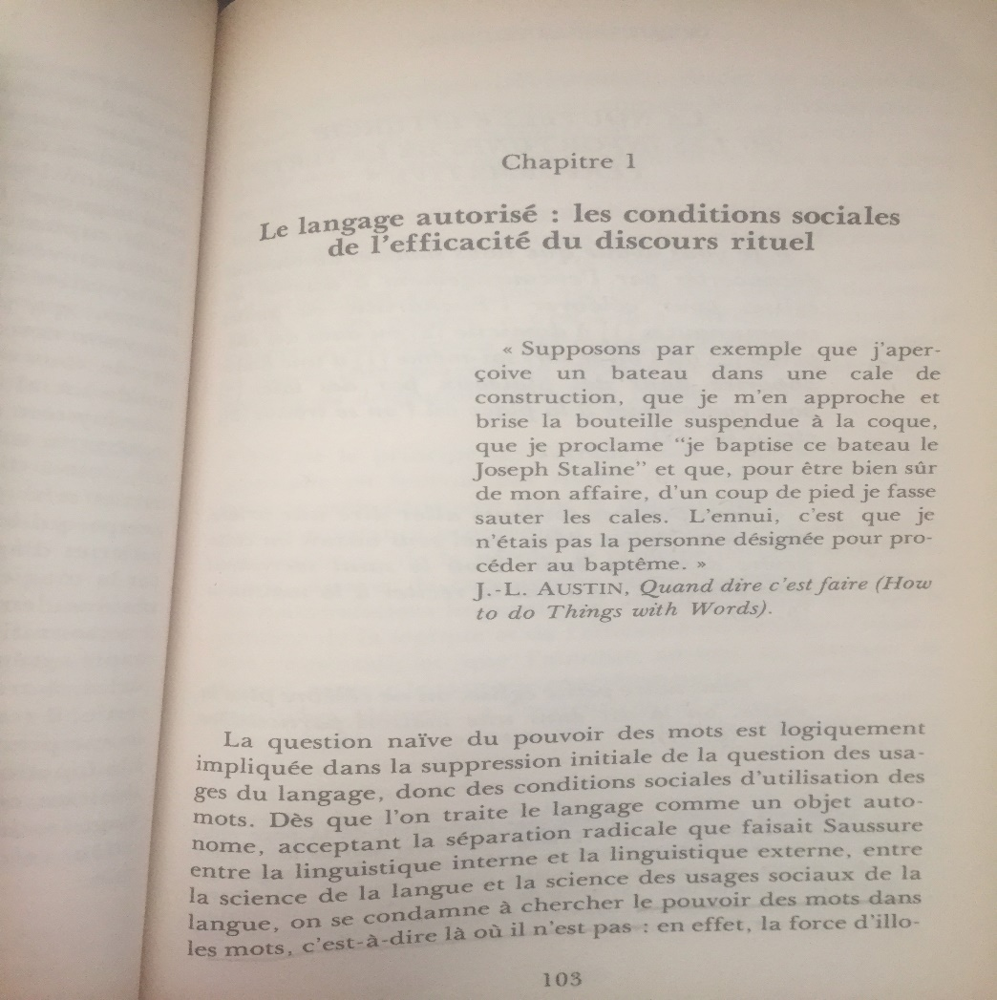 Chapitre 1
Le langage autorisé : les conditions sociales
de l'efficacité du discours rituel
« Supposons par exemple que j'aper-
çoive un bateau dans une cale de
construction, que je m'en approche et
brise la bouteille suspendue à la coque,
que je proclame “je baptise ce bateau le
Joseph Staline” et que, pour être bien sûr
de mon affaire, d'un coup de pied je fasse
sauter les cales. L'ennui, c'est que je
n'étais pas la personne désignée pour pro-
céder au baptême. »
J.-L. AUSTIN, Quand dire c'est faire (How
to do Things with Words).
La question naïve du pouvoir des mots est logiquement
impliquée dans la suppression initiale de la question des usa-
ges du langage, donc des conditions sociales d'utilisation des
mots. Dès que l'on traite le langage comme un objet auto-
nome, acceptant la séparation radicale que faisait Saussure
entre la linguistique interne et la linguistique externe, entre
la science de la langue et la science des usages sociaux de la
langue, on se condamne à chercher le pouvoir des mots dans
les mots, c'est-à-dire là où il n'est pas : en effet, la force d'illo-
103